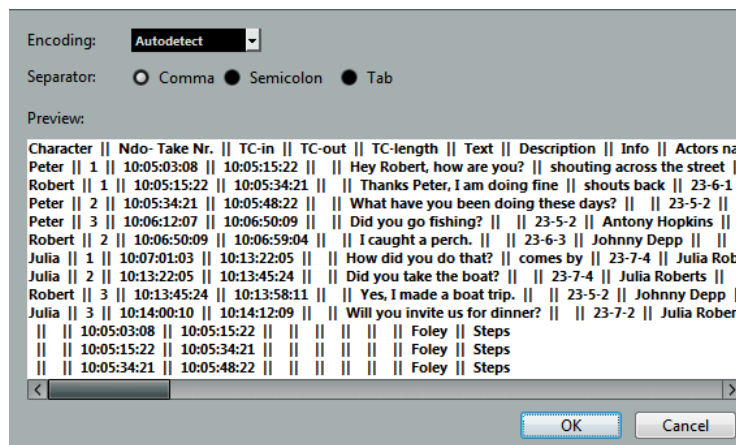 Encoding: Autodetect
Separator: Comma Semicolon Tab
Preview:
Character || Ndo- Take Nr. || TC-in || TC-out || TC-length || Text || Description || Info || Actors na
Peter || 1 || 10:05:03:08 || 10:05:15:22 || || Hey Robert, how are you? || shouting across the street |
Robert || 1 || 10:05:15:22 || 10:05:34:21 || || Thanks Peter, I am doing fine || shouts back || 23-6-1
Peter || 2 || 10:05:34:21 || 10:05:48:22 || || What have you been doing these days? || || 23-5-2 ||
Peter || 3 || 10:06:12:07 || 10:06:50:09 || || Did you go fishing? || || 23-5-2 || Antony Hopkins ||
Robert || 2 || 10:06:50:09 || 10:06:59:04 || || I caught a perch. || || 23-6-3 || Johnny Depp || ||
Julia || 1 || 10:07:01:03 || 10:13:22:05 || || How did you do that? || comes by || 23-7-4 || Julia Rob
Julia || 2 || 10:13:22:05 || 10:13:45:24 || || Did you take the boat? || || 23-7-4 || Julia Roberts ||
Robert || 3 || 10:13:45:24 || 10:13:58:11 || || Yes, I made a boat trip. || || 23-5-2 || Johnny Depp |
Julia || 3 || 10:14:00:10 || 10:14:12:09 || || Will you invite us for dinner? || || 23-7-2 || Julia Rober
|| || 10:05:03:08 || 10:05:15:22 || || || || || || Foley || Steps
|| || 10:05:15:22 || 10:05:34:21 || || || || || || Foley || Steps
|| || 10:05:34:21 || 10:05:48:22 || || || || || || Foley || Steps
OK Cancel